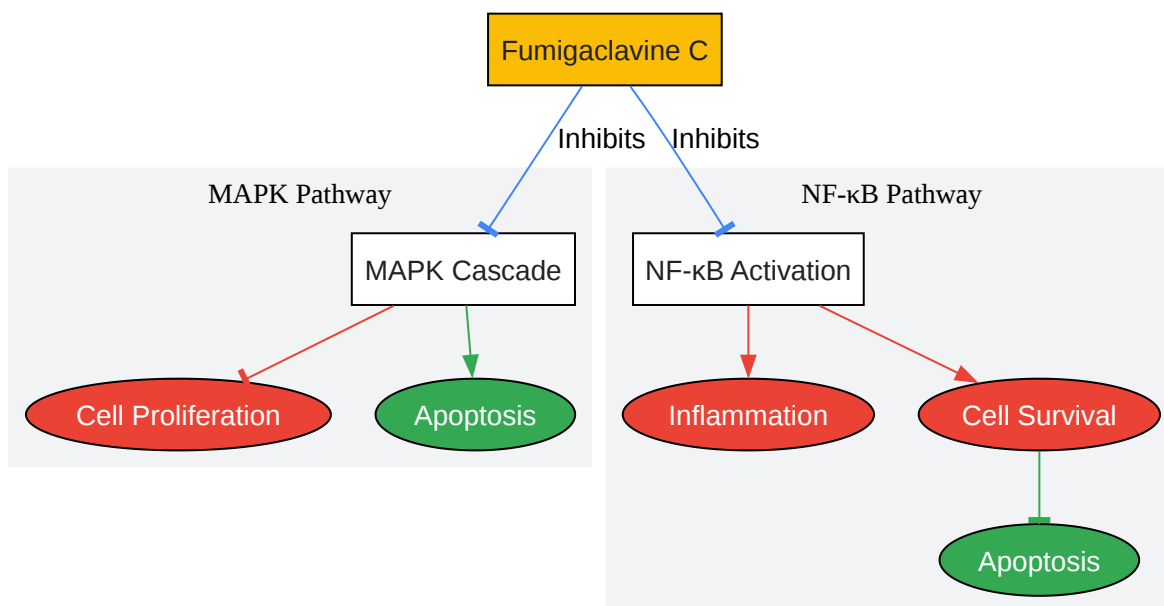 Fumigaclavine C
Inhibits
Inhibits
MAPK Pathway
NF-κB Pathway
MAPK Cascade
NF-κB Activation
Cell Proliferation
Apoptosis
Inflammation
Cell Survival
Apoptosis